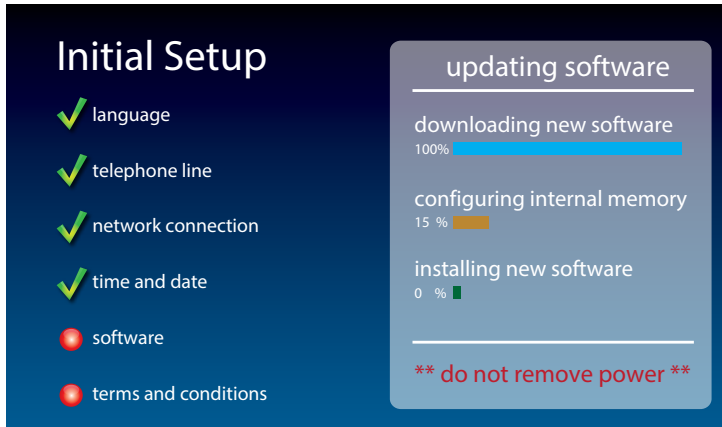 Initial Setup
language
telephone line
network connection
time and date
software
terms and conditions
updating software
downloading new software
100%
configuring internal memory
15 %
installing new software
0 %
** do not remove power **